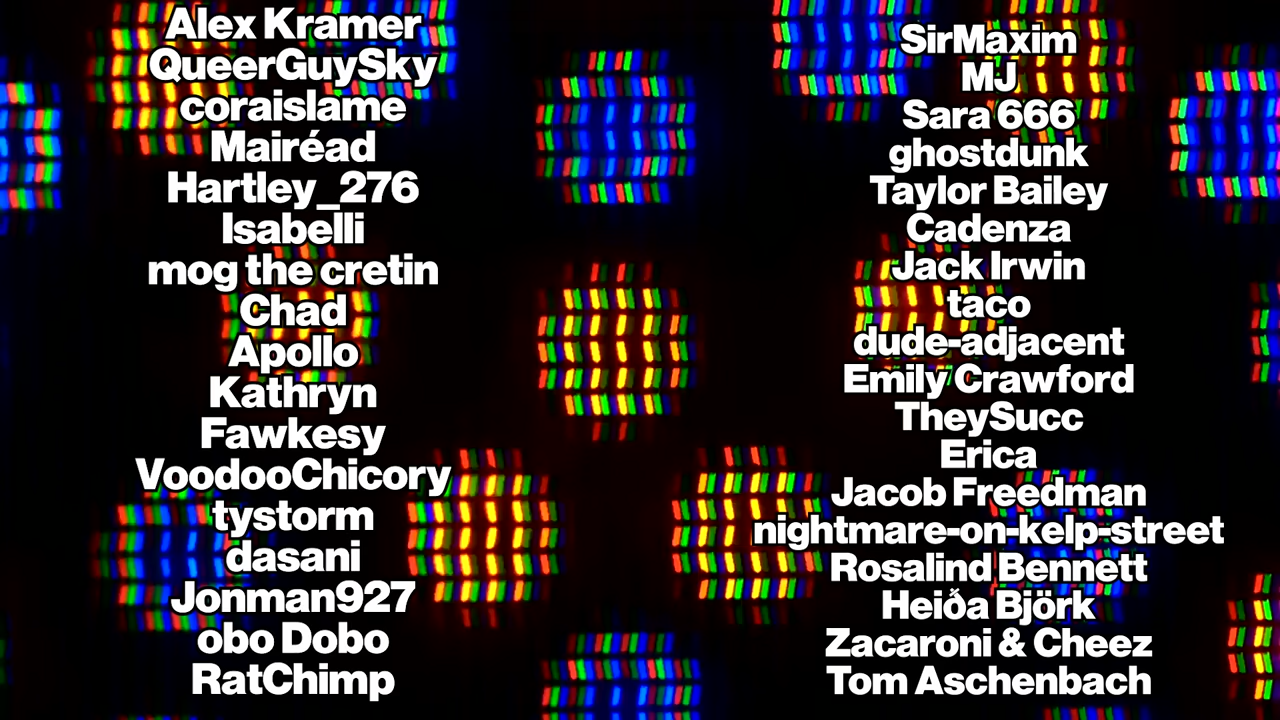 Alex Kramer
QueerGuySky
coraislame
Mairéad
Hartley_276
Isabelli
mog the cretin
Chad
Apollo
Kathryn
Fawkesy
VoodooChicory
tystorm
dasani
Jonman927
obo Dobo
RatChimp
SirMaxim
MJ
Sara 666
ghostdunk
Taylor Bailey
Cadenza
Jack Irwin
taco
dude-adjacent
Emily Crawford
TheySucc
Erica
Jacob Freedman
nightmare-on-kelp-street
Rosalind Bennett
Heiða Björk
Zacaroni & Cheez
Tom Aschenbach